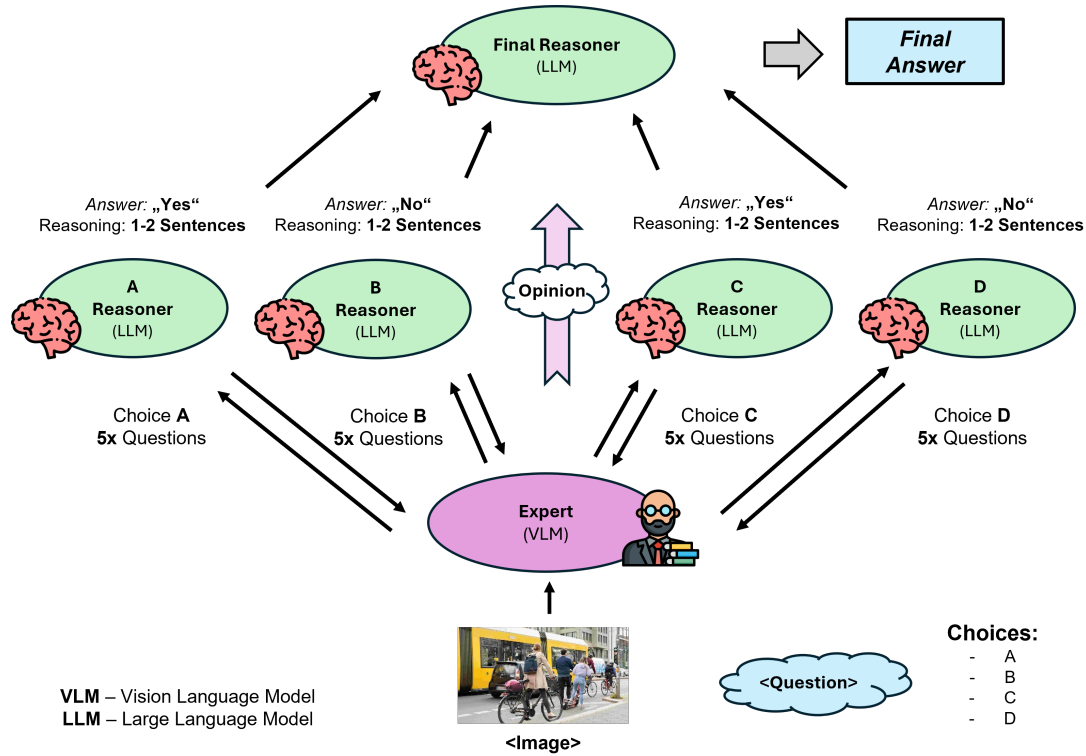 Final Reasoner
(LLM)
Final
Answer
Answer: „Yes“
Reasoning: 1-2 Sentences
Answer: „No“
Reasoning: 1-2 Sentences
Answer: „Yes“
Reasoning: 1-2 Sentences
Answer: „No“
Reasoning: 1-2 Sentences
A
Reasoner
(LLM)
B
Reasoner
(LLM)
Opinion
C
Reasoner
(LLM)
D
Reasoner
(LLM)
Choice A
5x Questions
Choice B
5x Questions
Choice C
5x Questions
Choice D
5x Questions
Expert
(VLM)
VLM – Vision Language Model
LLM – Large Language Model
<Image>
<Question>
Choices:
- A
- B
- C
- D